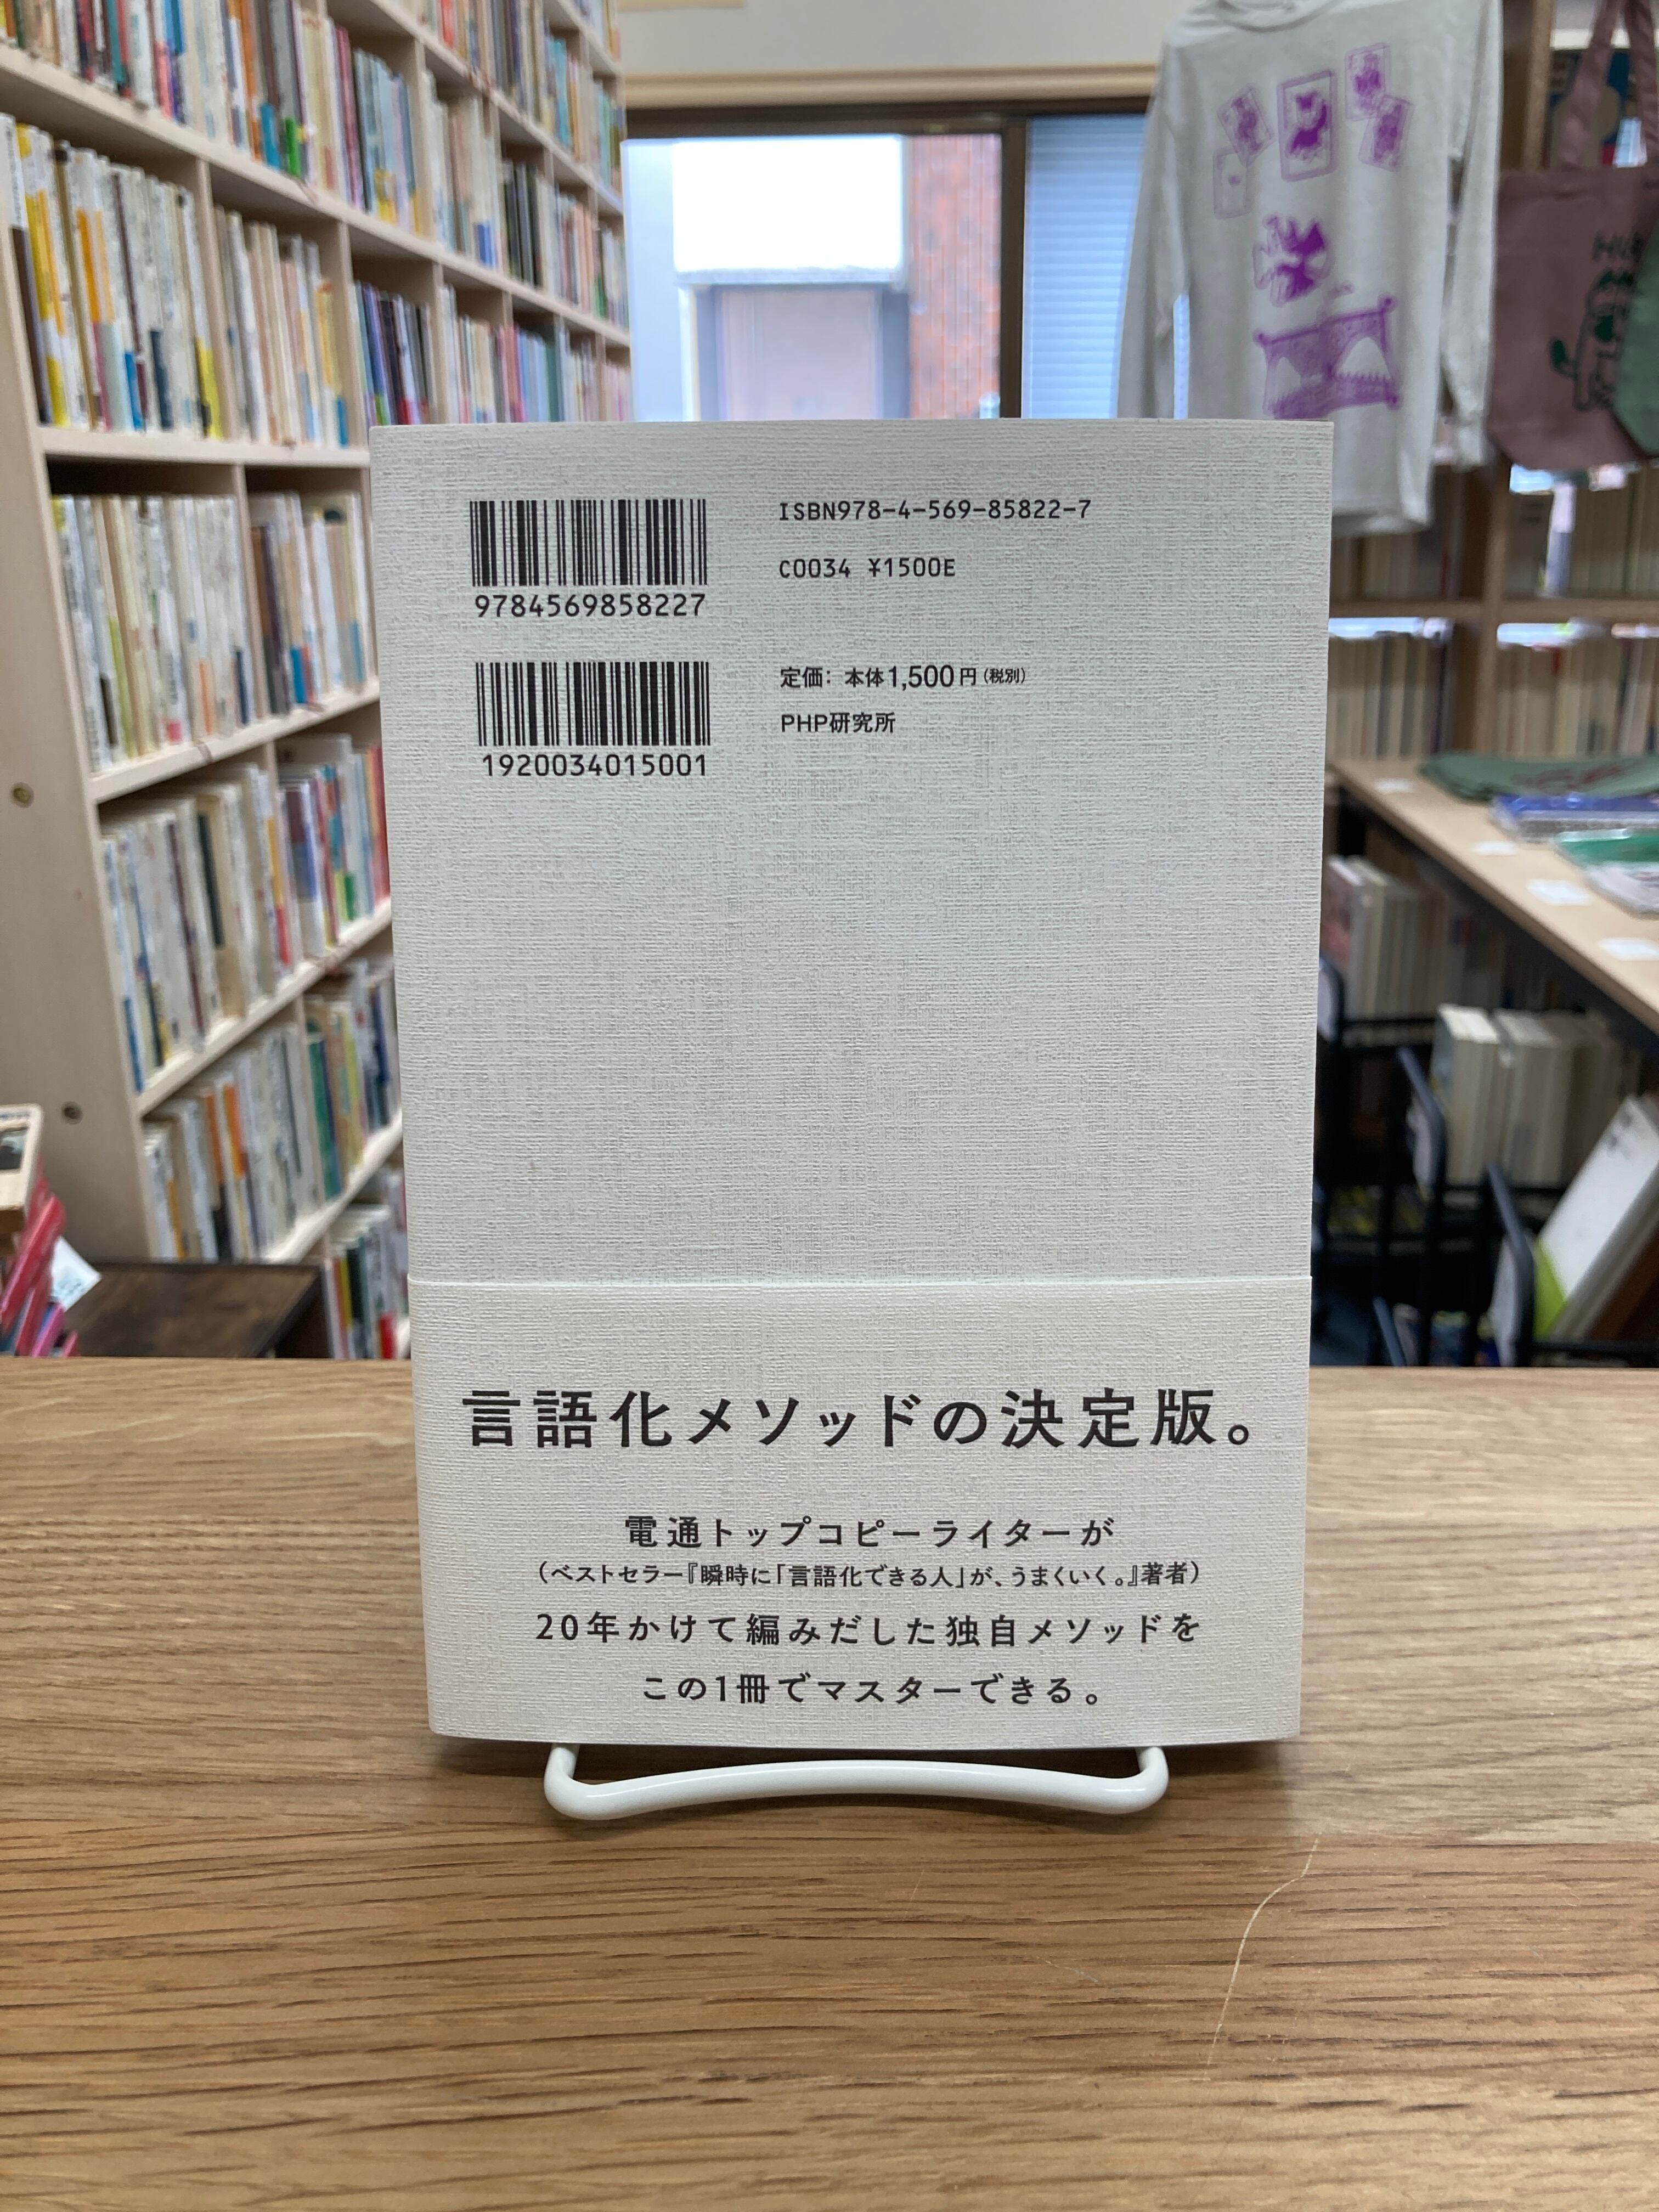 ISBN978-4-569-85822-7
C0034 ¥1500E
9784569858227
定価: 本体1,500円(税別)
PHP研究所
1920034015001
言語化メソッドの決定版。
電通トップコピーライターが
(ベストセラー『瞬時に「言語化できる人」が、うまくいく。』著者)
20年かけて編みだした独自メソッドを
この1冊でマスターできる。